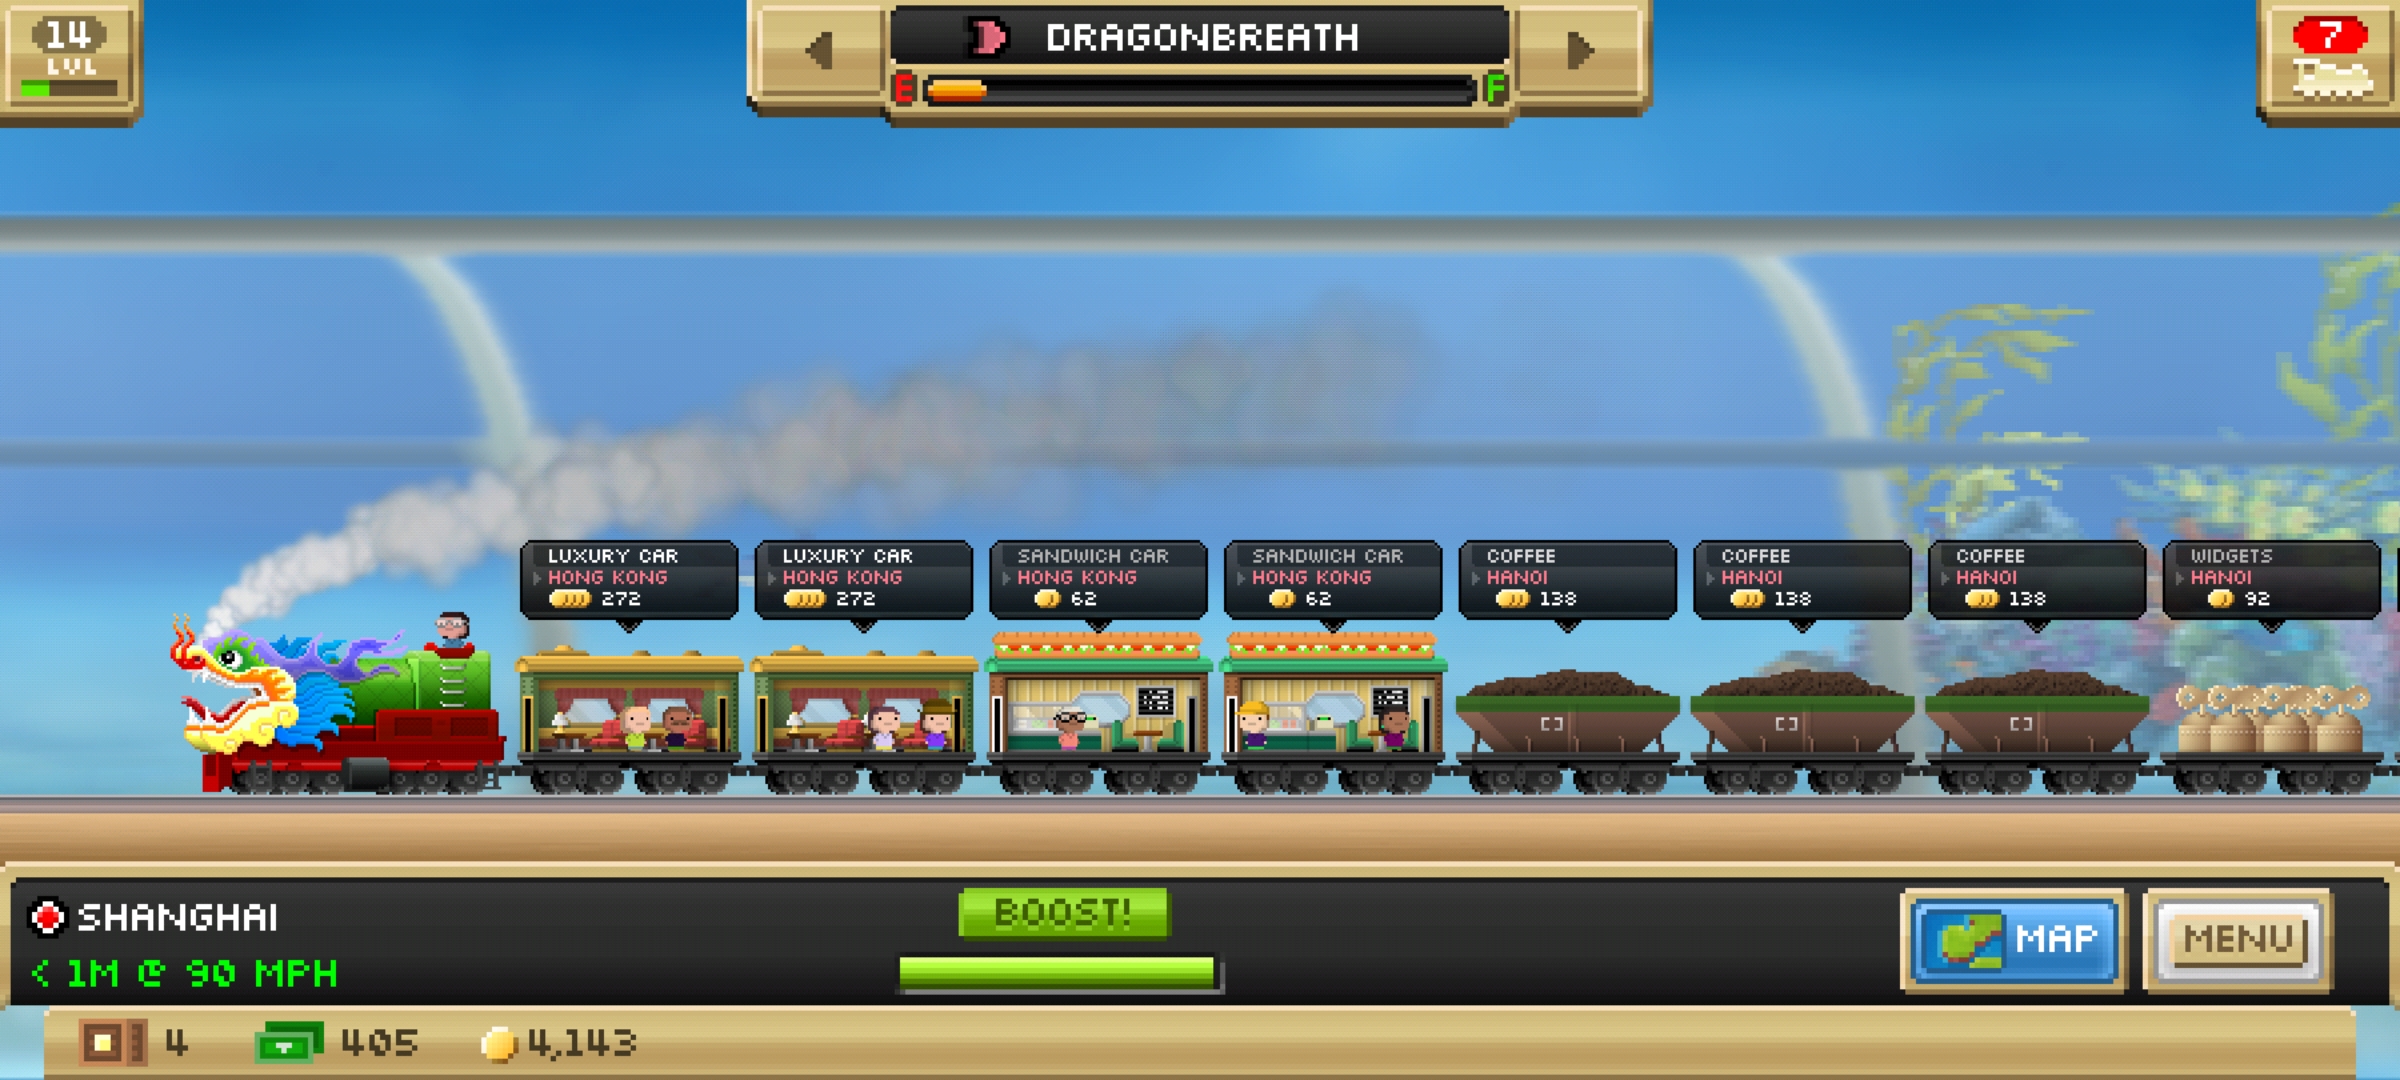 14
LVL
DRAGONBREATH
E F
7
LUXURY CAR
HONG KONG
272
LUXURY CAR
HONG KONG
272
SANDWICH CAR
HONG KONG
62
SANDWICH CAR
HONG KONG
62
COFFEE
HANOI
138
COFFEE
HANOI
138
COFFEE
HANOI
138
WIDGETS
HANOI
92
SHANGHAI
< 1M @ 90 MPH
BOOST!
MAP
MENU
4
405
4,143